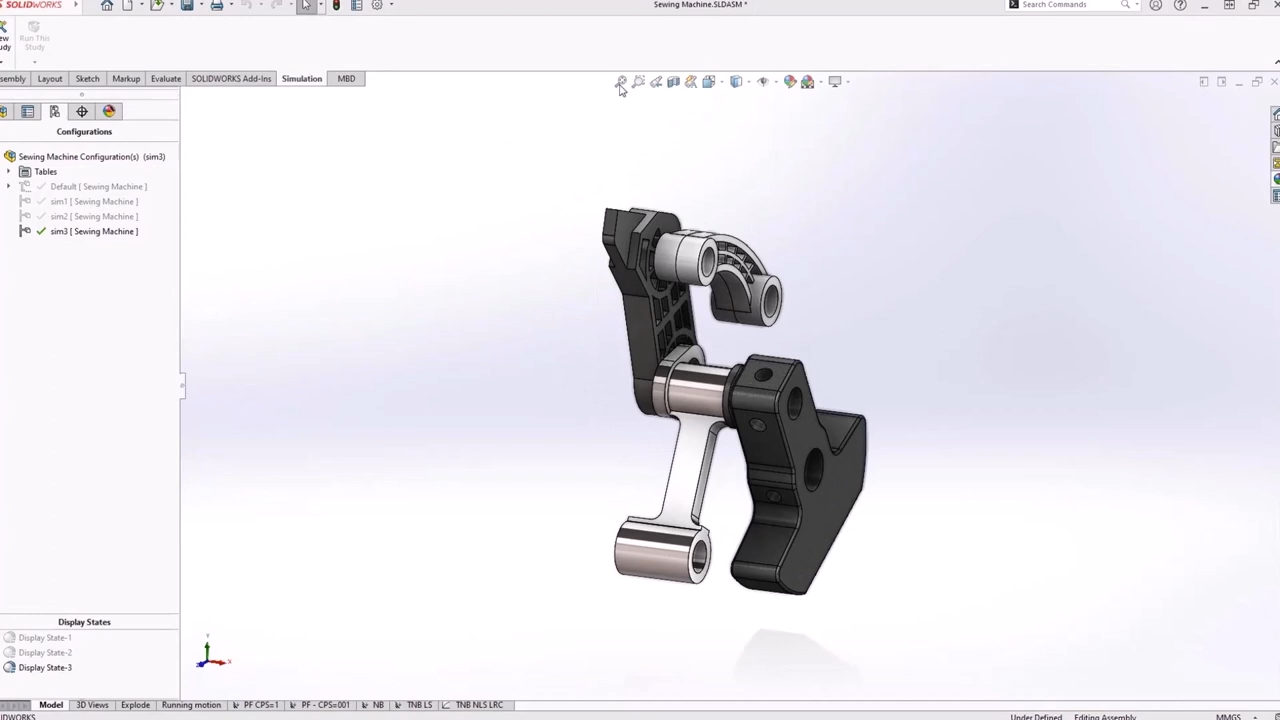 SOLIDWORKS
Sewing Machine.SLDASM *
Search Commands
Run This
Study
Layout
Sketch
Markup
Evaluate
SOLIDWORKS Add-Ins
Simulation
MBD
Configurations
Sewing Machine Configuration(s) (sim3)
Tables
Default [ Sewing Machine ]
sim1 [ Sewing Machine ]
sim2 [ Sewing Machine ]
sim3 [ Sewing Machine ]
Display States
Display State-1
Display State-2
Display State-3
Model
3D Views
Explode
Running motion
PF CPS=1
PF - CPS=001
NB
TNB LS
TNB NLS LRC
Under Defined
Editing Assembly
MMGS